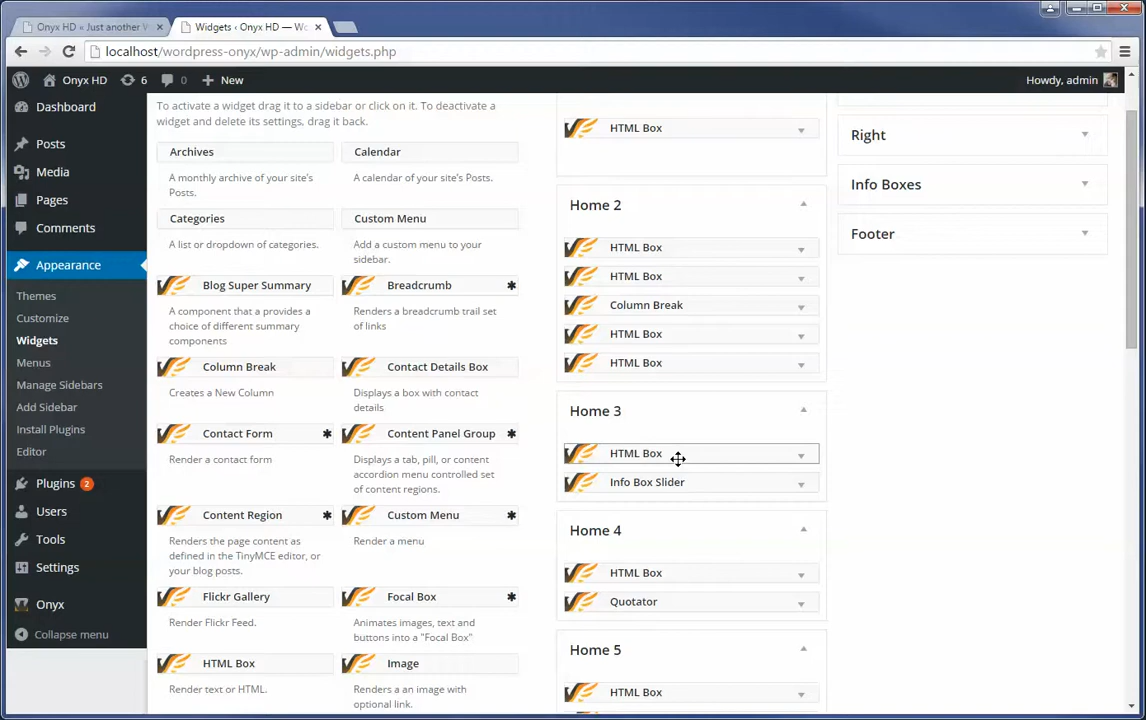 Onyx HD « Just another W
Widgets ‹ Onyx HD — Wo
localhost/wordpress-onyx/wp-admin/widgets.php
Onyx HD
6
0
New
Howdy, admin
Dashboard
Posts
Media
Pages
Comments
Appearance
Themes
Customize
Widgets
Menus
Manage Sidebars
Add Sidebar
Install Plugins
Editor
Plugins 2
Users
Tools
Settings
Onyx
Collapse menu
To activate a widget drag it to a sidebar or click on it. To deactivate a
widget and delete its settings, drag it back.
Archives
A monthly archive of your site's
Posts.
Calendar
A calendar of your site's Posts.
Categories
A list or dropdown of categories.
Custom Menu
Add a custom menu to your
sidebar.
Blog Super Summary
A component that a provides a
choice of different summary
components
Breadcrumb
Renders a breadcrumb trail set
of links
Column Break
Creates a New Column
Contact Details Box
Displays a box with contact
details
Contact Form
Render a contact form
Content Panel Group
Displays a tab, pill, or content
accordion menu controlled set
of content regions.
Content Region
Renders the page content as
defined in the TinyMCE editor, or
your blog posts.
Custom Menu
Render a menu
Flickr Gallery
Render Flickr Feed.
Focal Box
Animates images, text and
buttons into a "Focal Box"
HTML Box
Render text or HTML.
Image
Renders a an image with
optional link.
HTML Box
Home 2
HTML Box
HTML Box
Column Break
HTML Box
HTML Box
Home 3
HTML Box
Info Box Slider
Home 4
HTML Box
Quotator
Home 5
HTML Box
Right
Info Boxes
Footer